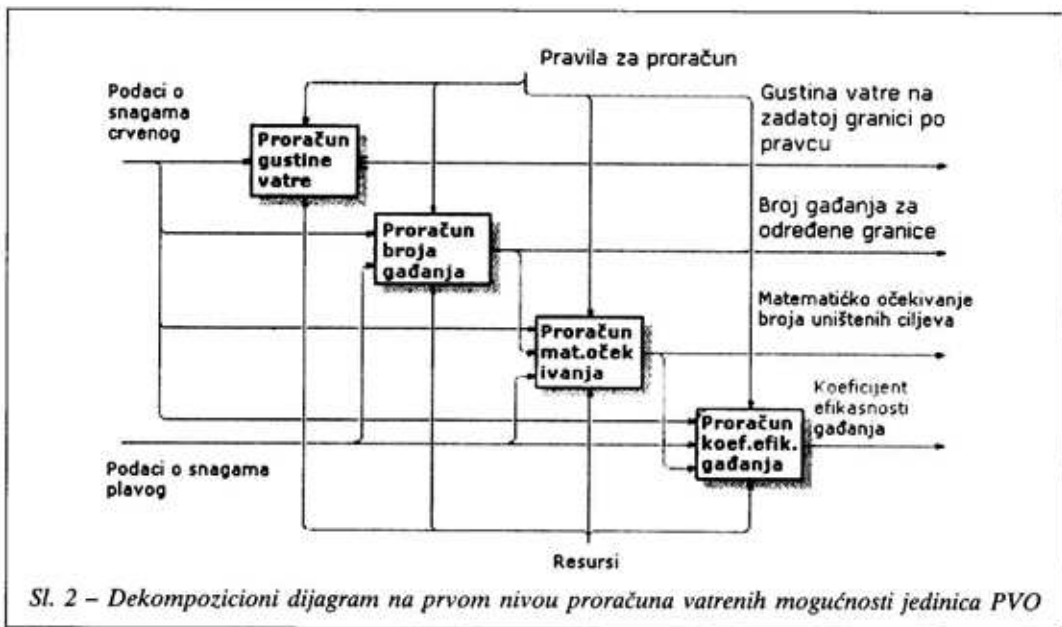 Pravila za proračun
Podaci o
snagama
crvenog
Gustina vatre na
zadatoj granici po
pravcu
Proračun
gustine
vatre
Broj gađanja za
određene granice
Proračun
broja
gađanja
Matematičko očekivanje
broja uništenih ciljeva
Proračun
mat.oček
ivanja
Koeficijent
efikasnosti
gađanja
Proračun
koef.efik.
gađanja
Podaci o snagama
plavog
Resursi
Sl. 2 – Dekompozicioni dijagram na prvom nivou proračuna vatrenih mogućnosti jedinica PVO